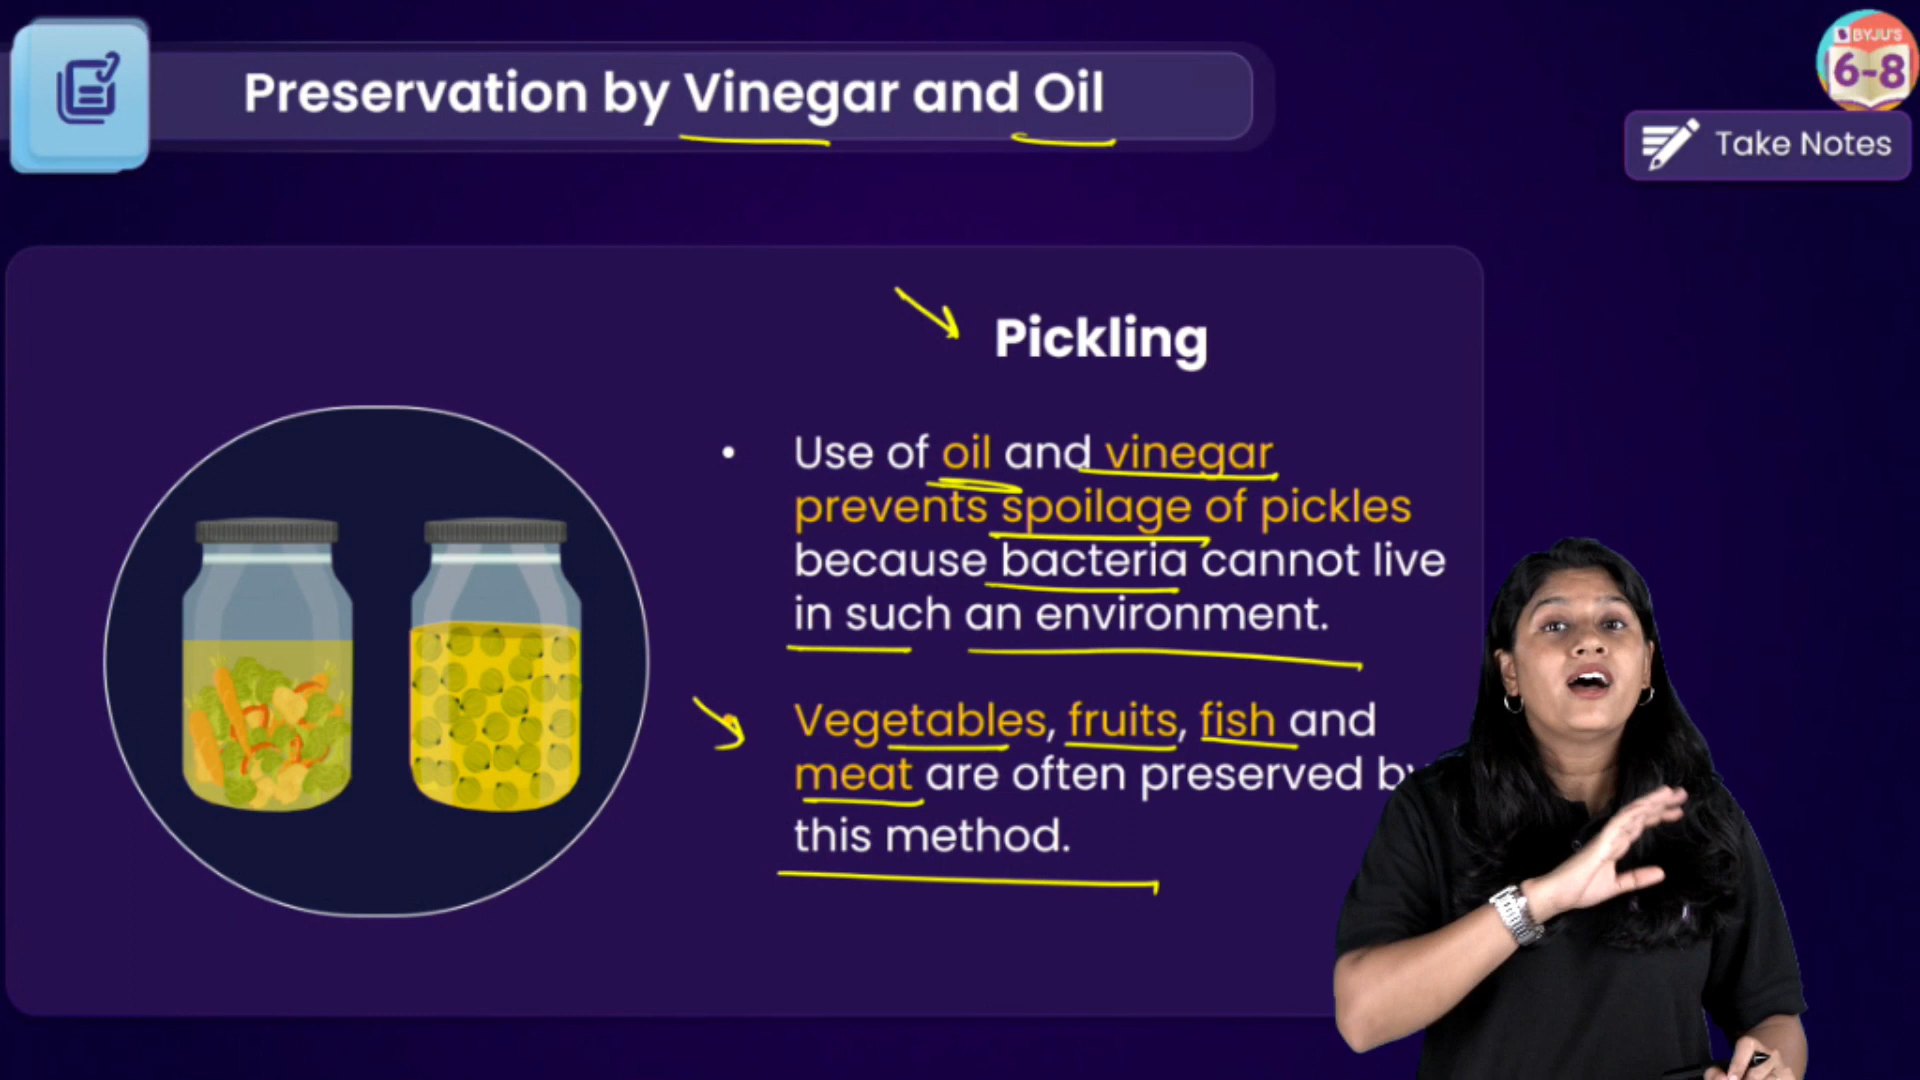 Preservation by Vinegar and Oil
BYJU'S
6-8
Take Notes
Pickling
• Use of oil and vinegar
prevents spoilage of pickles
because bacteria cannot live
in such an environment.
Vegetables, fruits, fish and
meat are often preserved by
this method.